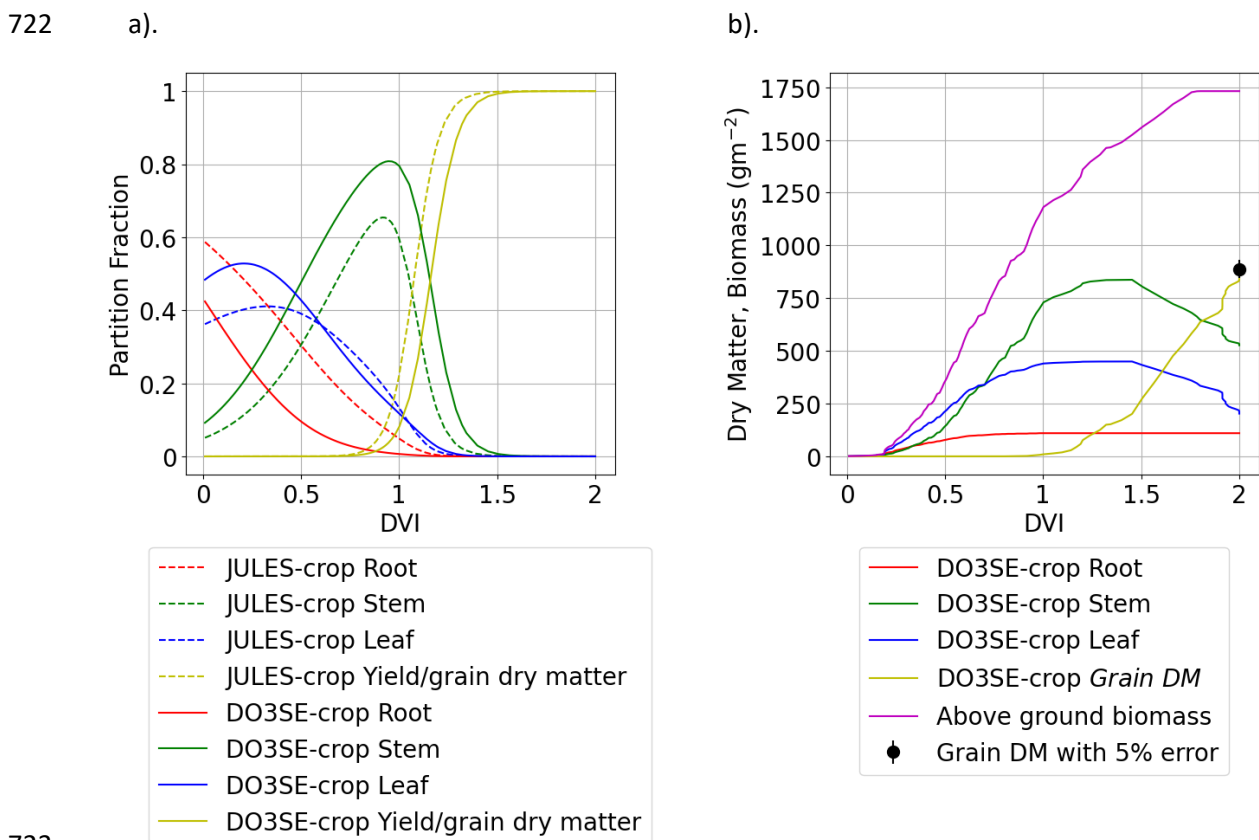 722 a). b).
Partition Fraction
1
0.8
0.6
0.4
0.2
0
0 0.5 1 1.5 2
DVI
JULES-crop Root
JULES-crop Stem
JULES-crop Leaf
JULES-crop Yield/grain dry matter
DO3SE-crop Root
DO3SE-crop Stem
DO3SE-crop Leaf
DO3SE-crop Yield/grain dry matter
Dry Matter, Biomass (gm⁻²)
1750
1500
1250
1000
750
500
250
0
0 0.5 1 1.5 2
DVI
DO3SE-crop Root
DO3SE-crop Stem
DO3SE-crop Leaf
DO3SE-crop Grain DM
Above ground biomass
Grain DM with 5% error